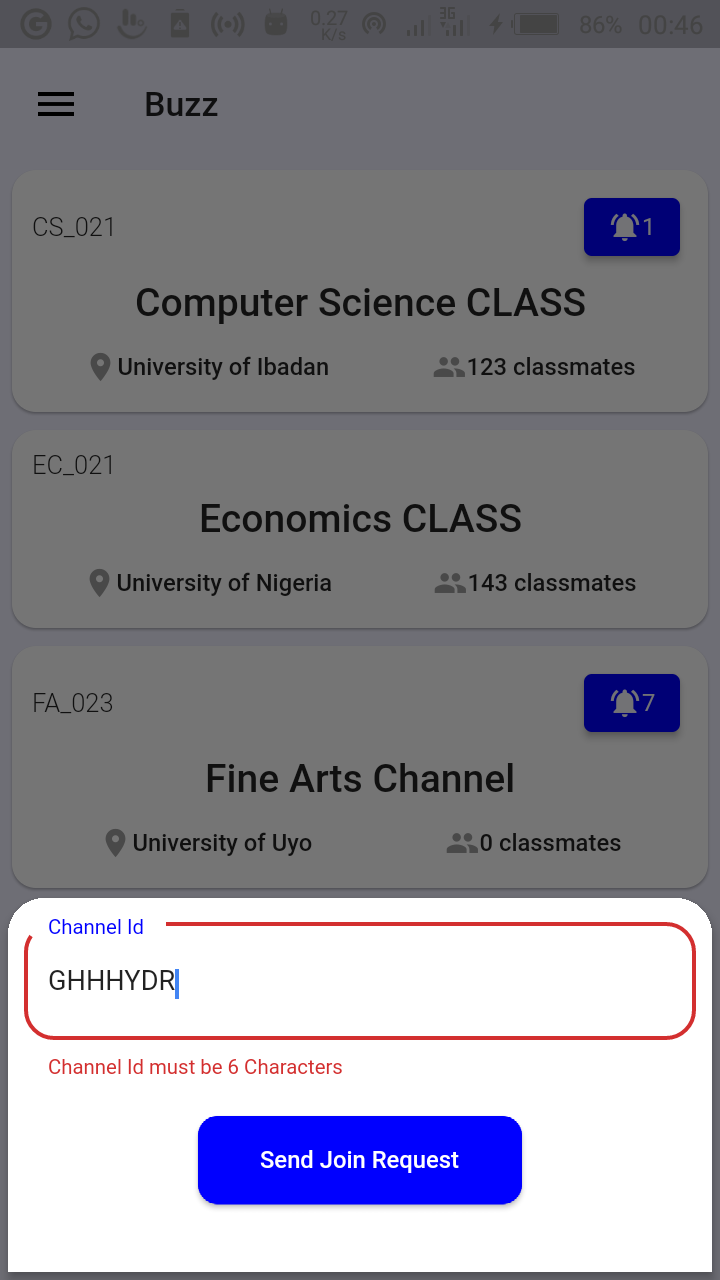 0.27
K/s
3G
86%
00:46
Buzz
CS_021
1
Computer Science CLASS
University of Ibadan
123 classmates
EC_021
Economics CLASS
University of Nigeria
143 classmates
FA_023
7
Fine Arts Channel
University of Uyo
0 classmates
Channel Id
GHHHYDR
Channel Id must be 6 Characters
Send Join Request